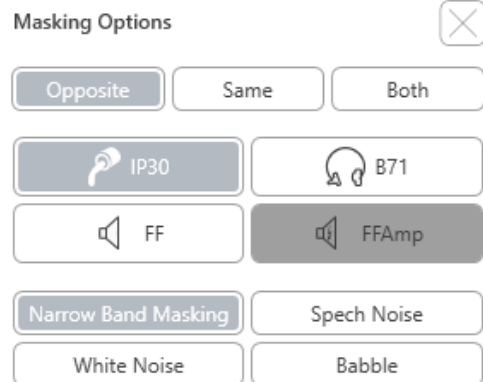 Masking Options
Opposite Same Both
IP30 B71
FF FFAmp
Narrow Band Masking Spech Noise
White Noise Babble